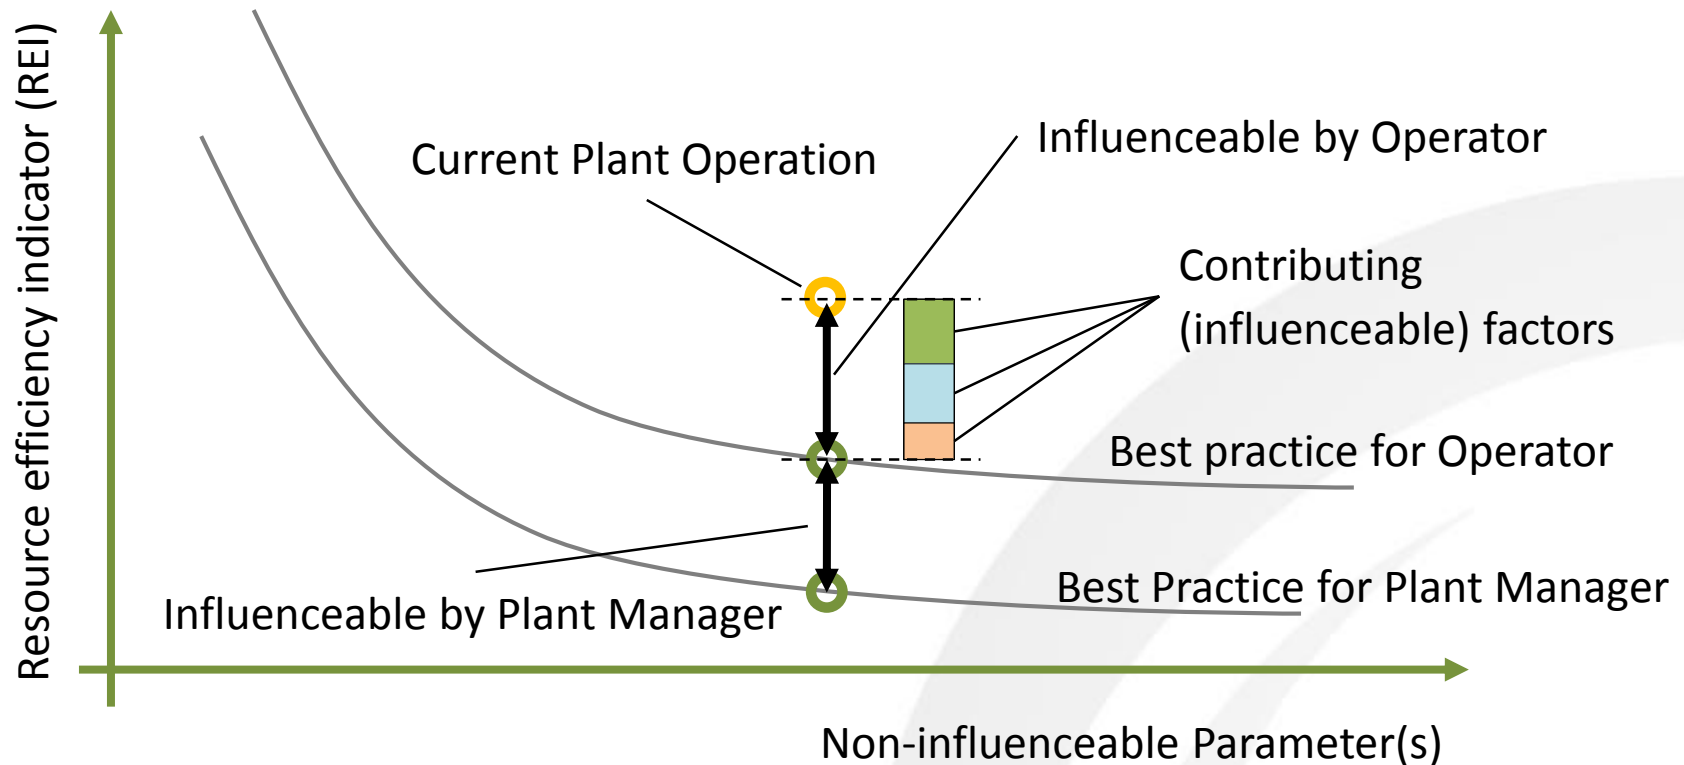 Resource efficiency indicator (REI)
Current Plant Operation
Influenceable by Operator
Contributing
(influenceable) factors
Best practice for Operator
Best Practice for Plant Manager
Influenceable by Plant Manager
Non-influenceable Parameter(s)